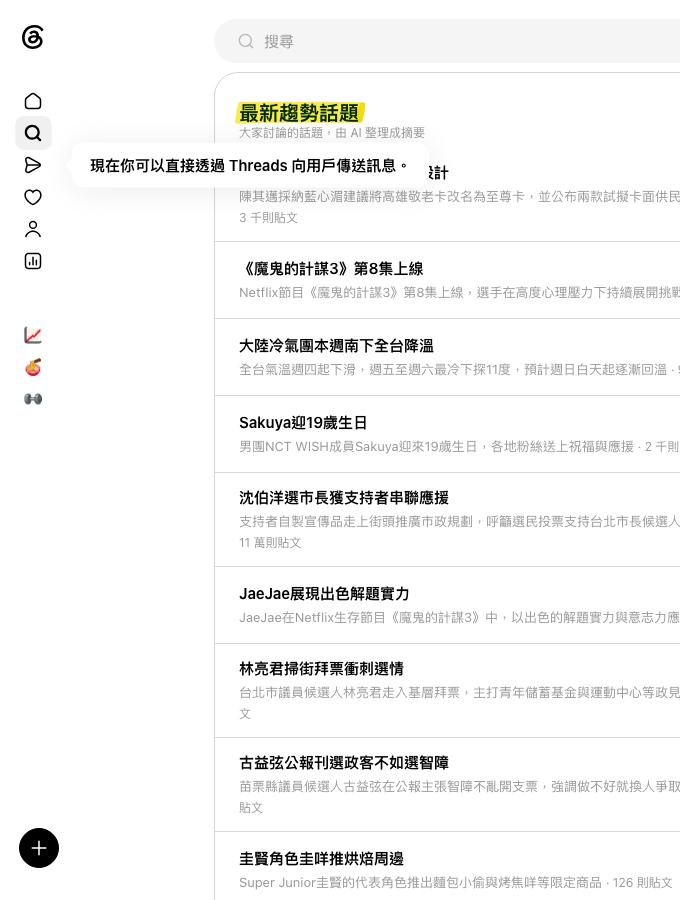 搜尋
最新趨勢話題
大家討論的話題，由 AI 整理成摘要
現在你可以直接透過 Threads 向用戶傳送訊息。
設計
陳其邁採納藍心湄建議將高雄敬老卡改名為至尊卡，並公布兩款試擬卡面供民
3 千則貼文
《魔鬼的計謀3》第8集上線
Netflix節目《魔鬼的計謀3》第8集上線，選手在高度心理壓力下持續展開挑戰
大陸冷氣團本週南下全台降溫
全台氣溫週四起下滑，週五至週六最冷下探11度，預計週日白天起逐漸回溫 · 9
Sakuya迎19歲生日
男團NCT WISH成員Sakuya迎來19歲生日，各地粉絲送上祝福與應援 · 2 千則
沈伯洋選市長獲支持者串聯應援
支持者自製宣傳品走上街頭推廣市政規劃，呼籲選民投票支持台北市長候選人
11 萬則貼文
JaeJae展現出色解題實力
JaeJae在Netflix生存節目《魔鬼的計謀3》中，以出色的解題實力與意志力應
林亮君掃街拜票衝刺選情
台北市議員候選人林亮君走入基層拜票，主打青年儲蓄基金與運動中心等政見
文
古益弦公報刊選政客不如選智障
苗栗縣議員候選人古益弦在公報主張智障不亂開支票，強調做不好就換人爭取
貼文
圭賢角色圭咩推烘焙周邊
Super Junior圭賢的代表角色推出麵包小偷與烤焦咩等限定商品 · 126 則貼文